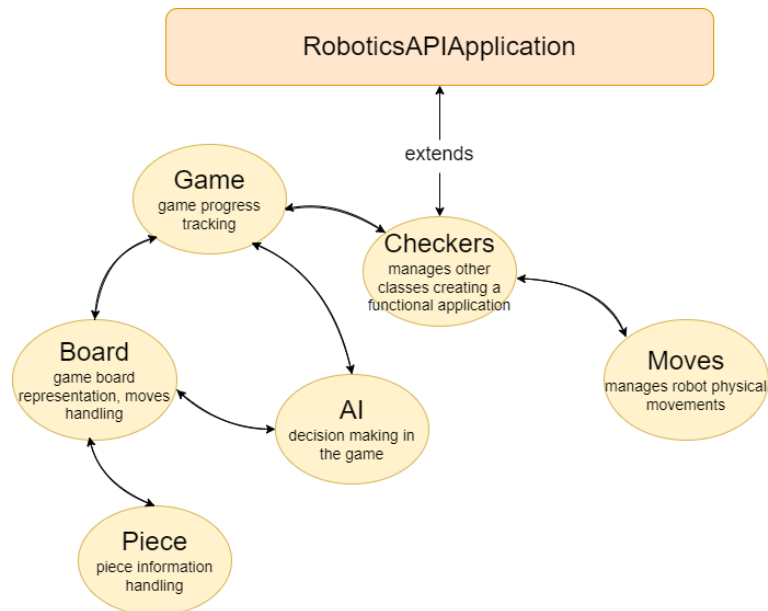 RoboticsAPIApplication
extends
Game
game progress
tracking
Checkers
manages other
classes creating a
functional application
Board
game board
representation, moves
handling
Moves
manages robot physical
movements
AI
decision making in
the game
Piece
piece information
handling